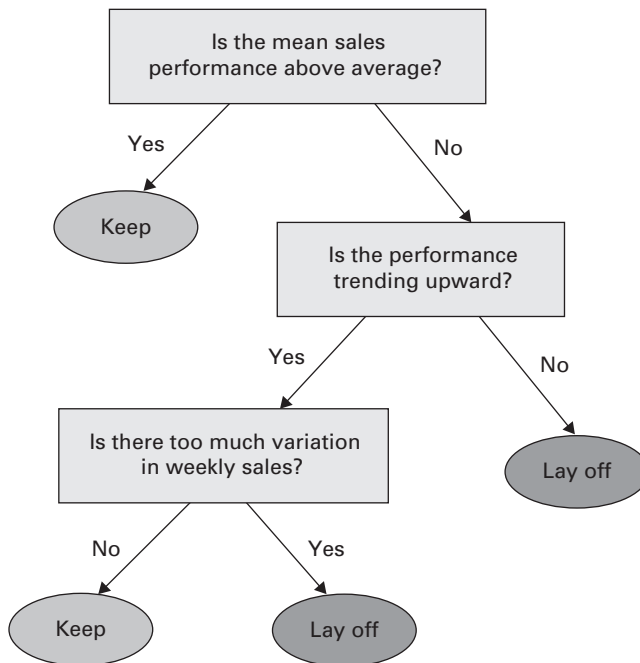 Is the mean sales
performance above average?
Yes
No
Keep
Is the performance
trending upward?
Yes
No
Is there too much variation
in weekly sales?
Lay off
No
Yes
Keep
Lay off